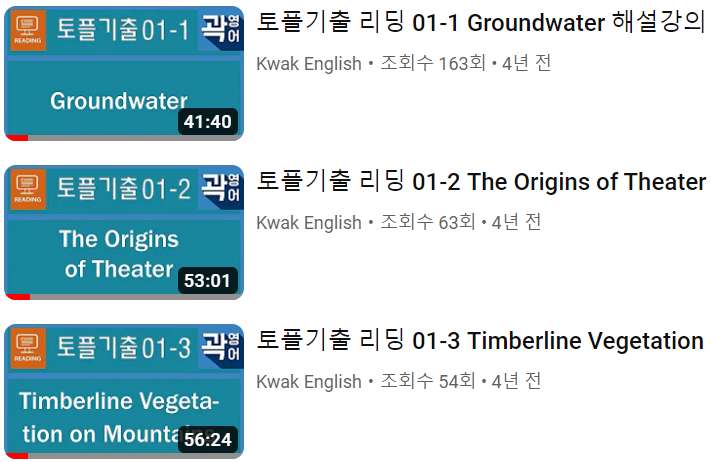 토플기출 01-1
곽영어
READING
Groundwater
41:40
토플기출 리딩 01-1 Groundwater 해설강의
Kwak English • 조회수 163회 • 4년 전
토플기출 01-2
곽영어
READING
The Origins
of Theater
53:01
토플기출 리딩 01-2 The Origins of Theater
Kwak English • 조회수 63회 • 4년 전
토플기출 01-3
곽영어
READING
Timberline Vegeta-
tion on Mountains
56:24
토플기출 리딩 01-3 Timberline Vegetation
Kwak English • 조회수 54회 • 4년 전